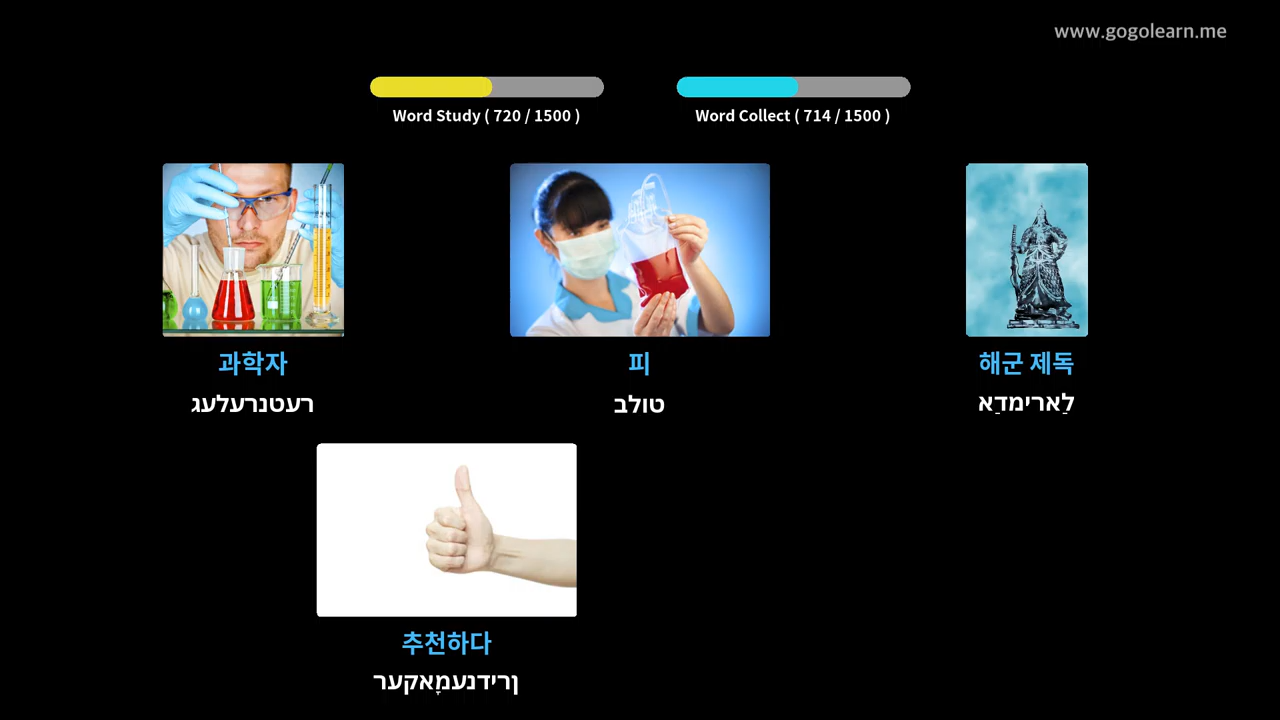 www.gogolearn.me
Word Study ( 720 / 1500 )
Word Collect ( 714 / 1500 )
과학자
רעטנרעלעג
피
טולב
해군 제독
לַארימדַא
추천하다
ןרידנעמָאקער